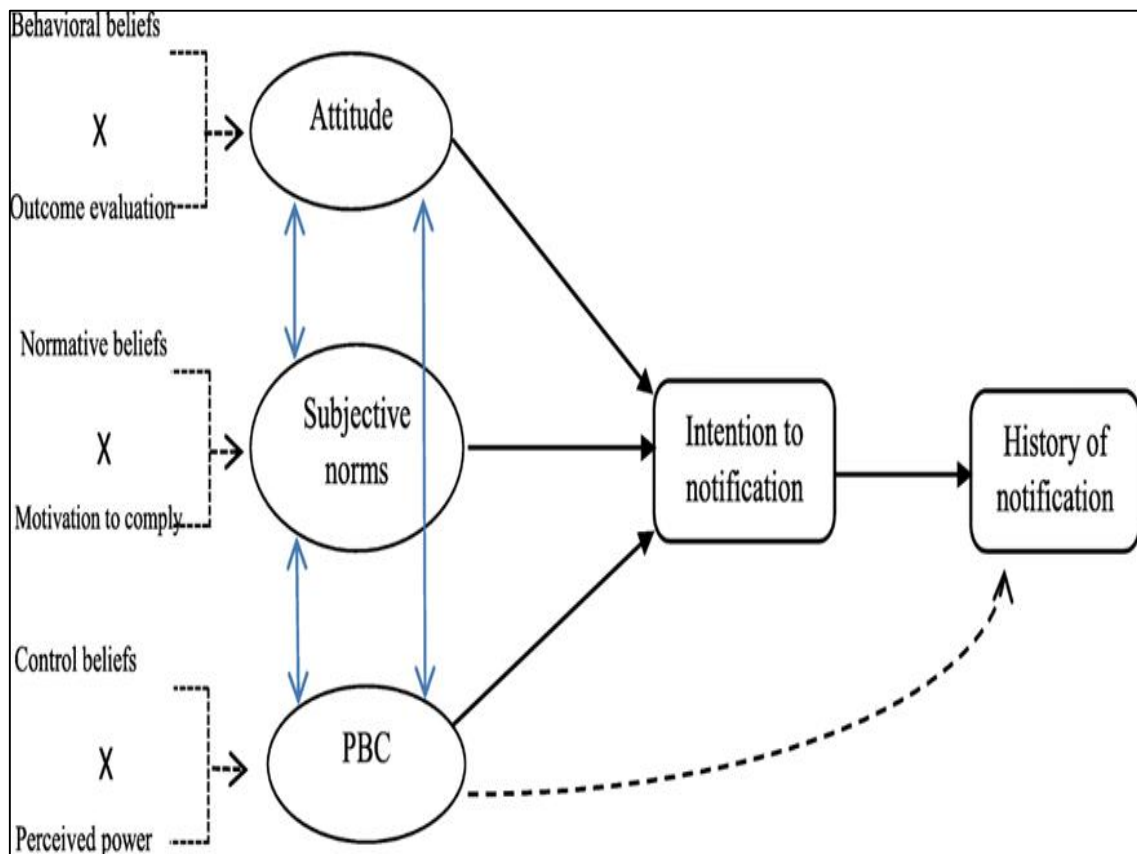 Behavioral beliefs
X
Outcome evaluation
Attitude
Normative beliefs
X
Motivation to comply
Subjective
norms
Control beliefs
X
Perceived power
PBC
Intention to
notification
History of
notification